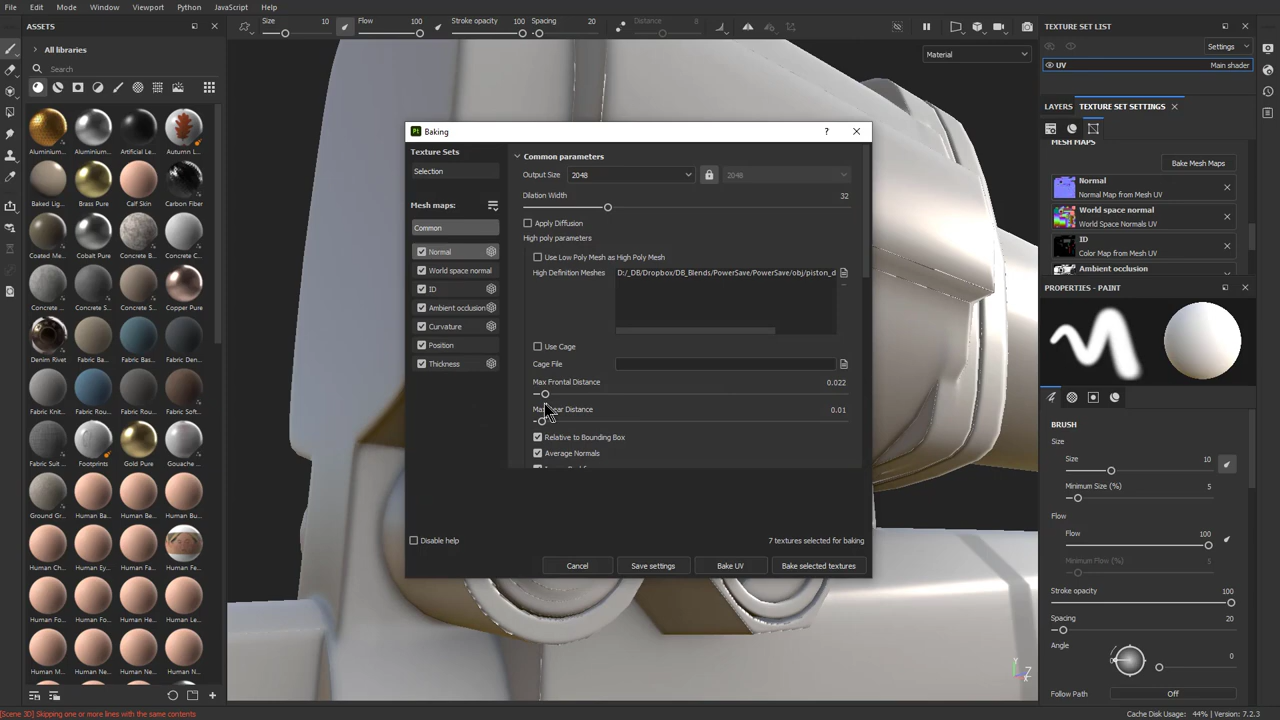 File Edit Mode Window Viewport Python JavaScript Help
Size 10 Flow 100 Stroke opacity 100 Spacing 20 Distance 8
ASSETS
All libraries
Search
Aluminium... Aluminium... Artificial Le... Autumn L...
Baked Lig... Brass Pure Calf Skin Carbon Fiber
Coated Me... Cobalt Pure Concrete B... Concrete C...
Concrete ... Concrete S... Concrete S... Copper Pure
Denim Rivet Fabric Bam... Fabric Bas... Fabric Den...
Fabric Knit... Fabric Rou... Fabric Rou... Fabric Soft...
Fabric Suit ... Footprints Gold Pure Gouache ...
Ground Gr... Human Ba... Human Be... Human Bu...
Human Ch... Human Ey... Human Fa... Human Fe...
Human Fo... Human Fo... Human He... Human Le...
Human M... Human Ne... Human Ne... Human No...
Material
Baking
Texture Sets
Selection
Mesh maps:
Common
Normal
World space normal
ID
Ambient occlusion
Curvature
Position
Thickness
Common parameters
Output Size 2048 2048
Dilation Width 32
Apply Diffusion
High poly parameters
Use Low Poly Mesh as High Poly Mesh
High Definition Meshes D:/_DB/Dropbox/DB_Blends/PowerSave/PowerSave/obj/piston_d
Use Cage
Cage File
Max Frontal Distance 0.022
Max Rear Distance 0.01
Relative to Bounding Box
Average Normals
Disable help 7 textures selected for baking
Cancel Save settings Bake UV Bake selected textures
TEXTURE SET LIST
Settings
UV Main shader
LAYERS TEXTURE SET SETTINGS
MESH MAPS
Bake Mesh Maps
Normal
Normal Map from Mesh UV
World space normal
World Space Normals from
ID
Color Map from Mesh UV
Ambient occlusion
PROPERTIES - PAINT
BRUSH
Size
Size 10
Minimum Size (%) 5
Flow
Flow 100
Minimum Flow (%) 5
Stroke opacity 100
Spacing 20
Angle 0
Follow Path Off
[Scene 3D] Skipping one or more lines with the same contents
Cache Disk Usage: 44% | Version: 7.2.3
Y
Z